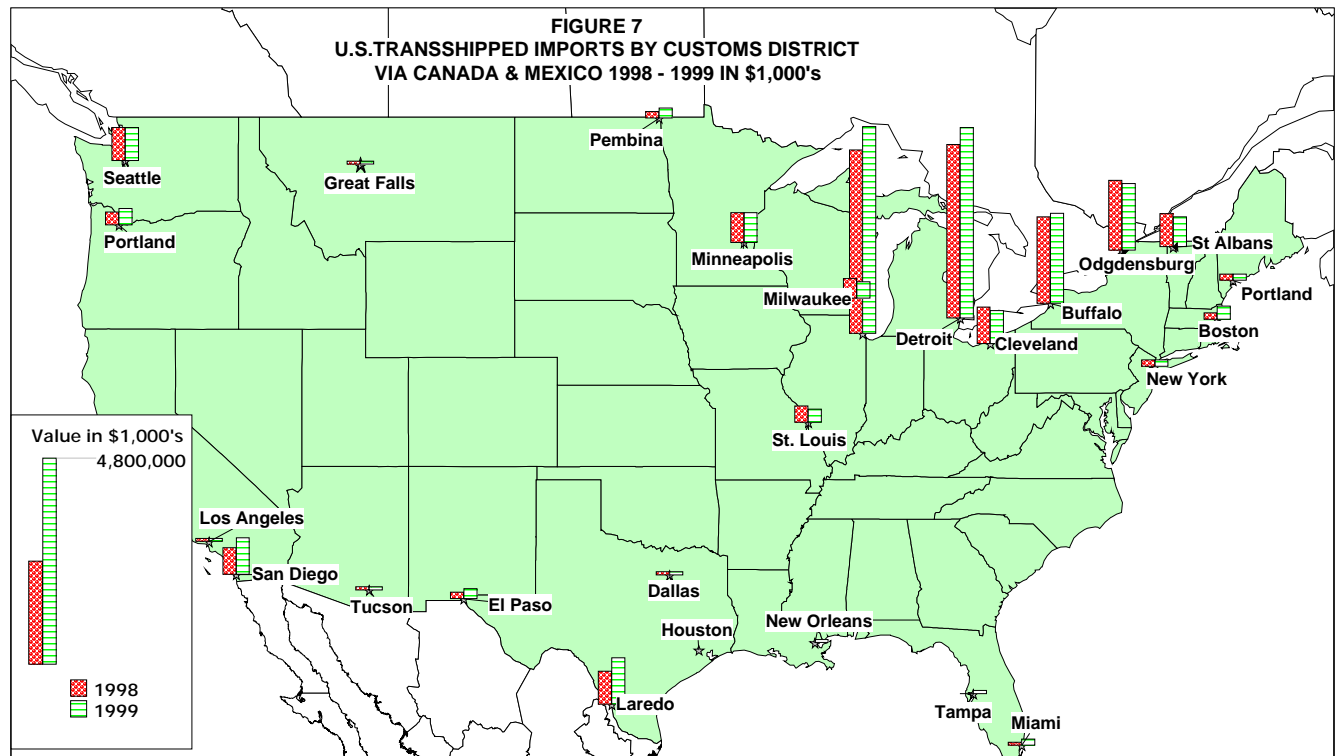 FIGURE 7
U.S.TRANSSHIPPED IMPORTS BY CUSTOMS DISTRICT
VIA CANADA & MEXICO 1998 - 1999 IN $1,000's
Pembina
Seattle
Great Falls
Portland
Minneapolis
St Albans
Odgdensburg
Milwaukee
Portland
Buffalo
Boston
Detroit
Cleveland
New York
St. Louis
Value in $1,000's
4,800,000
Los Angeles
San Diego
Tucson
El Paso
Dallas
Houston
New Orleans
1998
1999
Laredo
Tampa
Miami